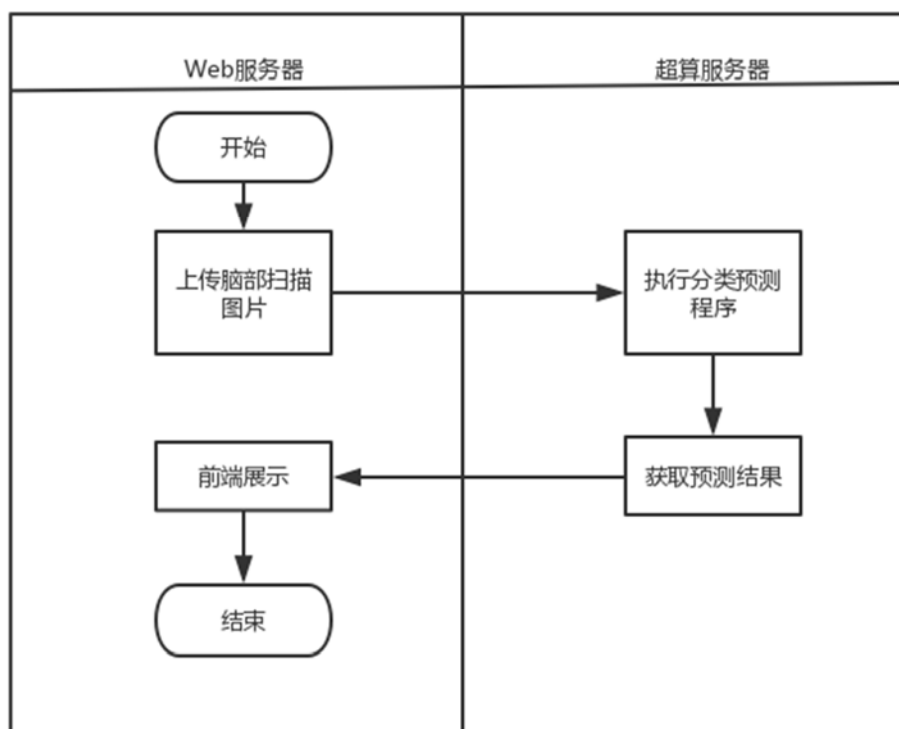 Web服务器
超算服务器
开始
上传脑部扫描
图片
执行分类预测
程序
获取预测结果
前端展示
结束